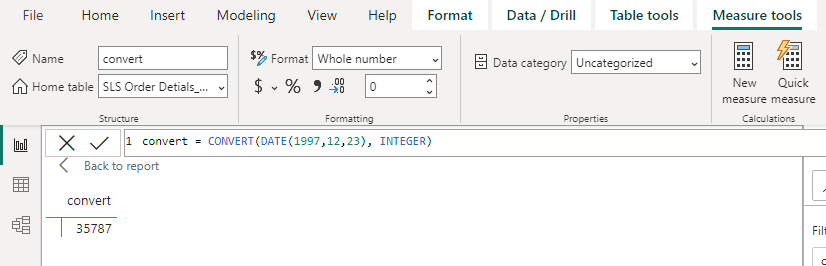 File Home Insert Modeling View Help Format Data / Drill Table tools Measure tools
Name convert
Home table SLS Order Detials_...
Structure
$% Format Whole number
$ % 9 .00 →.0 0
Formatting
Data category Uncategorized
Properties
New measure
Quick measure
Calculations
1 convert = CONVERT(DATE(1997,12,23), INTEGER)
Back to report
convert
35787